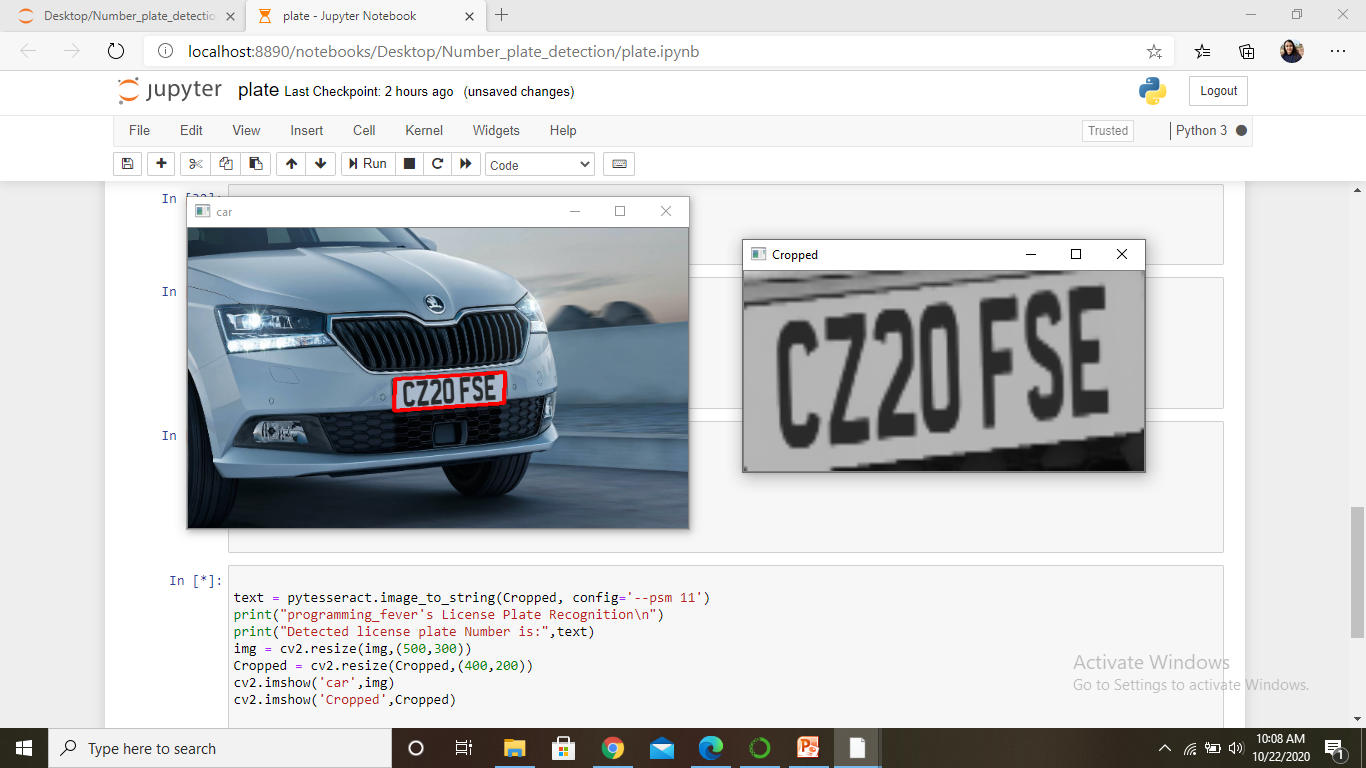 Desktop/Number_plate_detectio
plate - Jupyter Notebook
localhost:8890/notebooks/Desktop/Number_plate_detection/plate.ipynb
jupyter plate Last Checkpoint: 2 hours ago (unsaved changes)
Logout
File Edit View Insert Cell Kernel Widgets Help
Trusted Python 3
Run Code
In
car
CZ20 FSE
Cropped
CZ20 FSE
In
In
In [*]:
text = pytesseract.image_to_string(Cropped, config='--psm 11')
print("programming_fever's License Plate Recognition\n")
print("Detected license plate Number is:",text)
img = cv2.resize(img,(500,300))
Cropped = cv2.resize(Cropped,(400,200))
cv2.imshow('car',img)
cv2.imshow('Cropped',Cropped)
Activate Windows
Go to Settings to activate Windows.
Type here to search
10:08 AM
10/22/2020
1